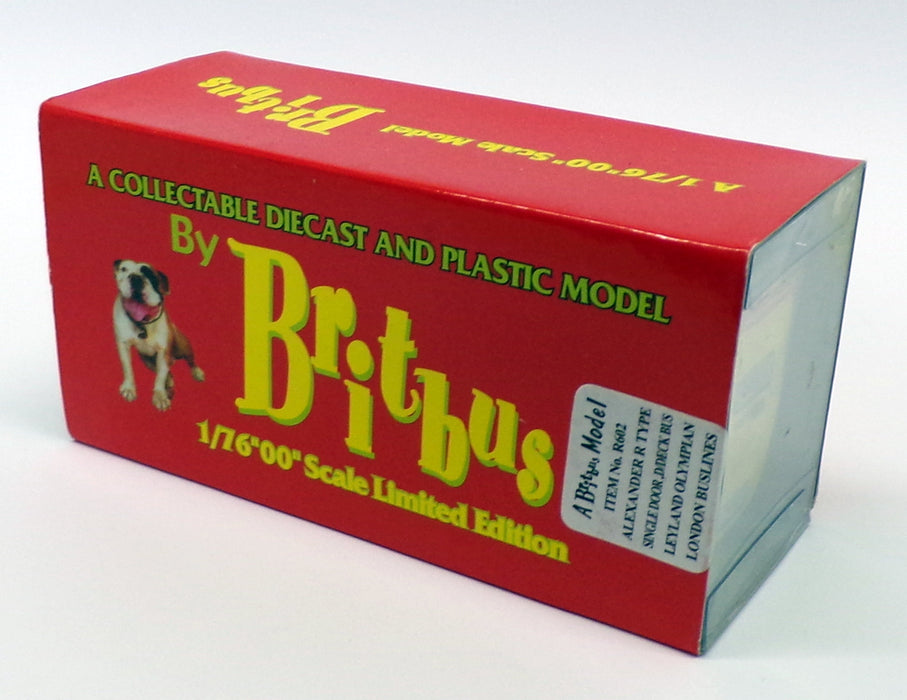 Britbus
A 1/76"00" Scale Model
A COLLECTABLE DIECAST AND PLASTIC MODEL
By
Britbus
1/76"00" Scale Limited Edition
A Britbus Model
ITEM No. R602
ALEXANDER R TYPE
SINGLE DOOR, D/DECK BUS
LEYLAND OLYMPIAN
LONDON BUSLINES